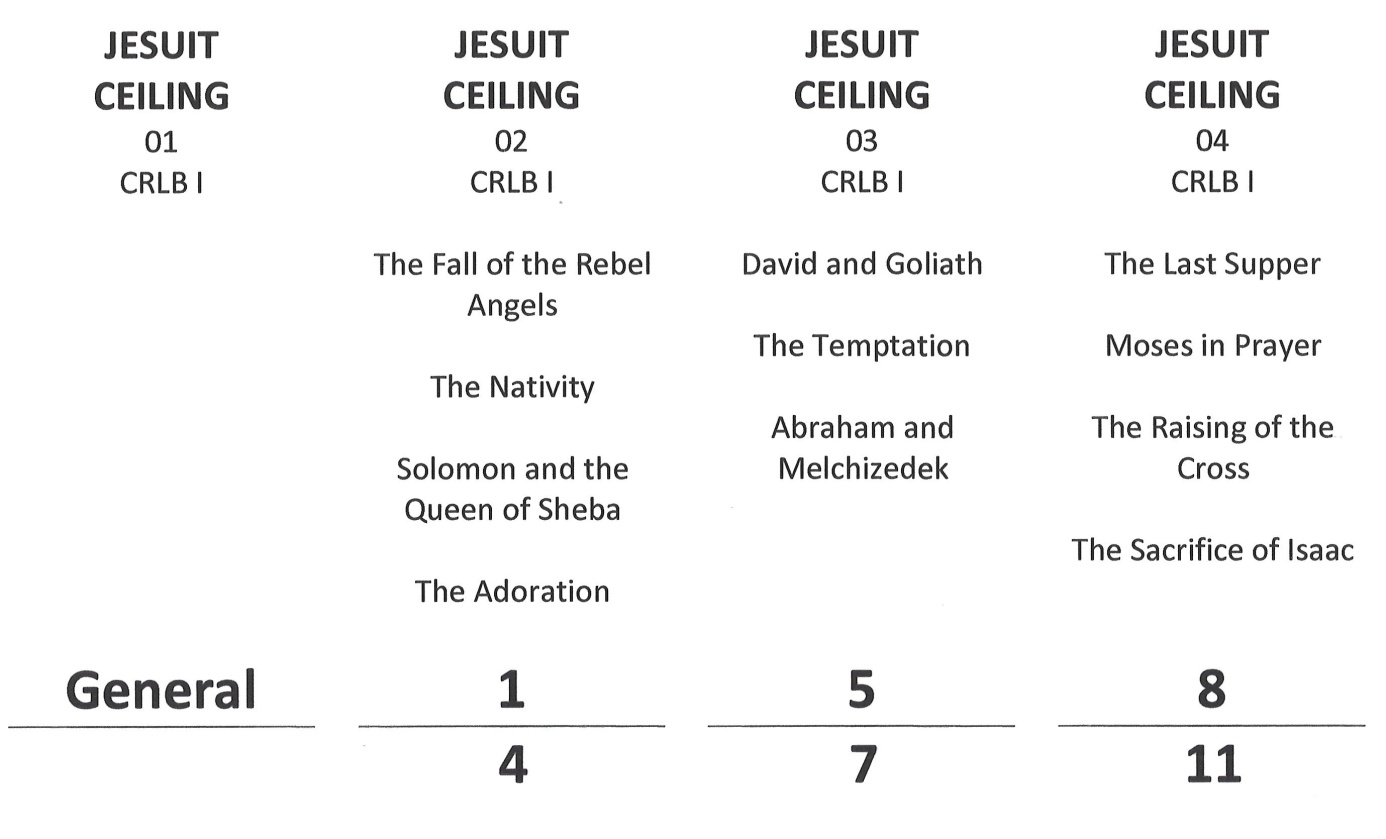 JESUIT
CEILING
01
CRLB I
General
JESUIT
CEILING
02
CRLB I
The Fall of the Rebel
Angels
The Nativity
Solomon and the
Queen of Sheba
The Adoration
1
4
JESUIT
CEILING
03
CRLB I
David and Goliath
The Temptation
Abraham and
Melchizedek
5
7
JESUIT
CEILING
04
CRLB I
The Last Supper
Moses in Prayer
The Raising of the
Cross
The Sacrifice of Isaac
8
11